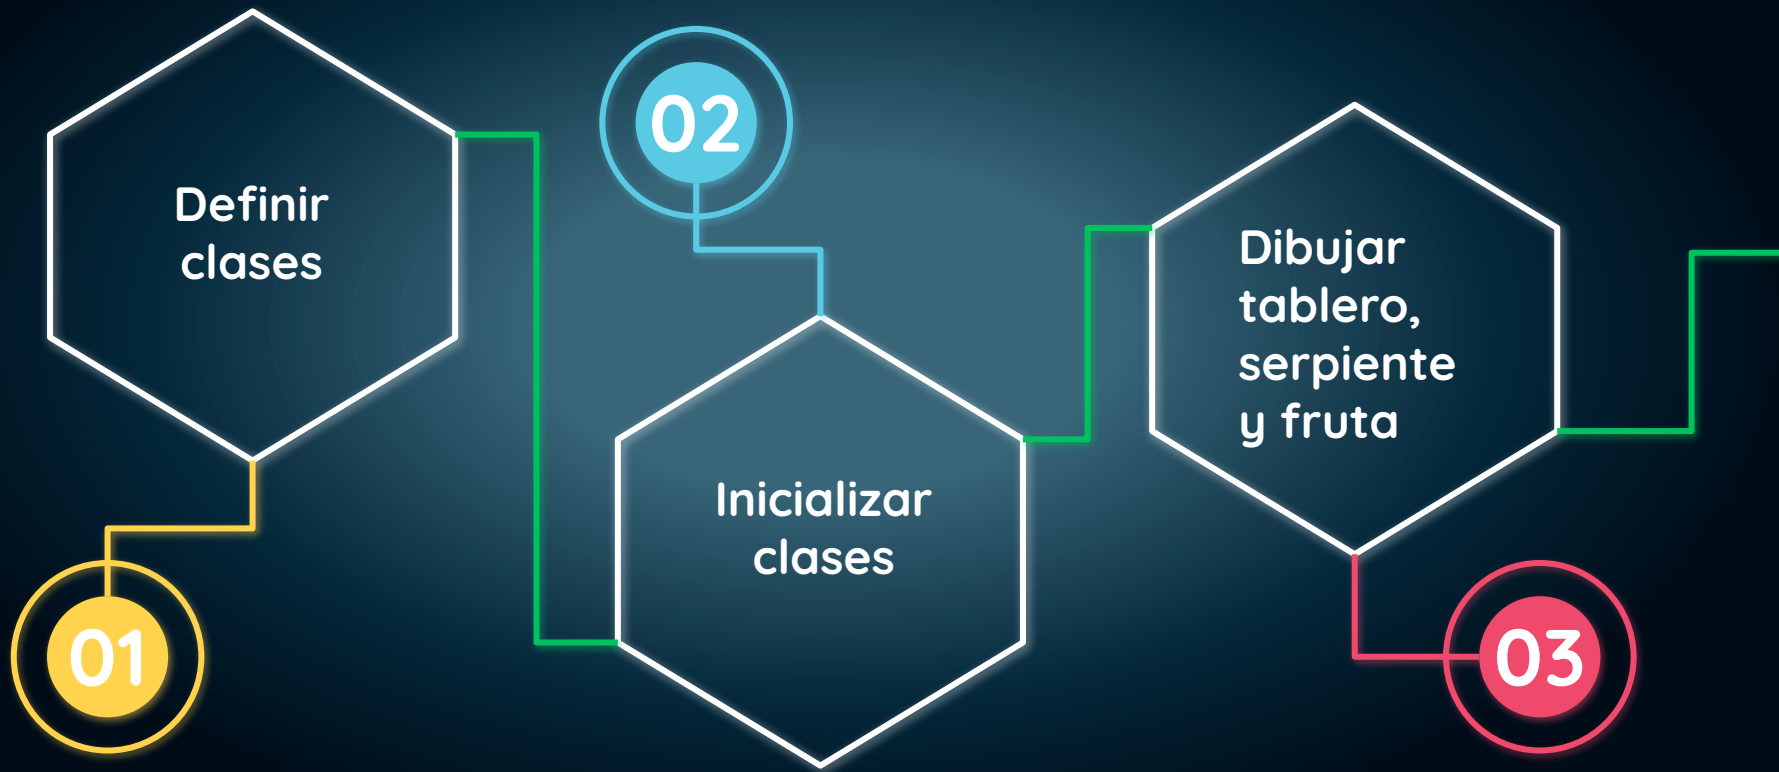 Definir
clases
01
02
Inicializar
clases
Dibujar
tablero,
serpiente
y fruta
03